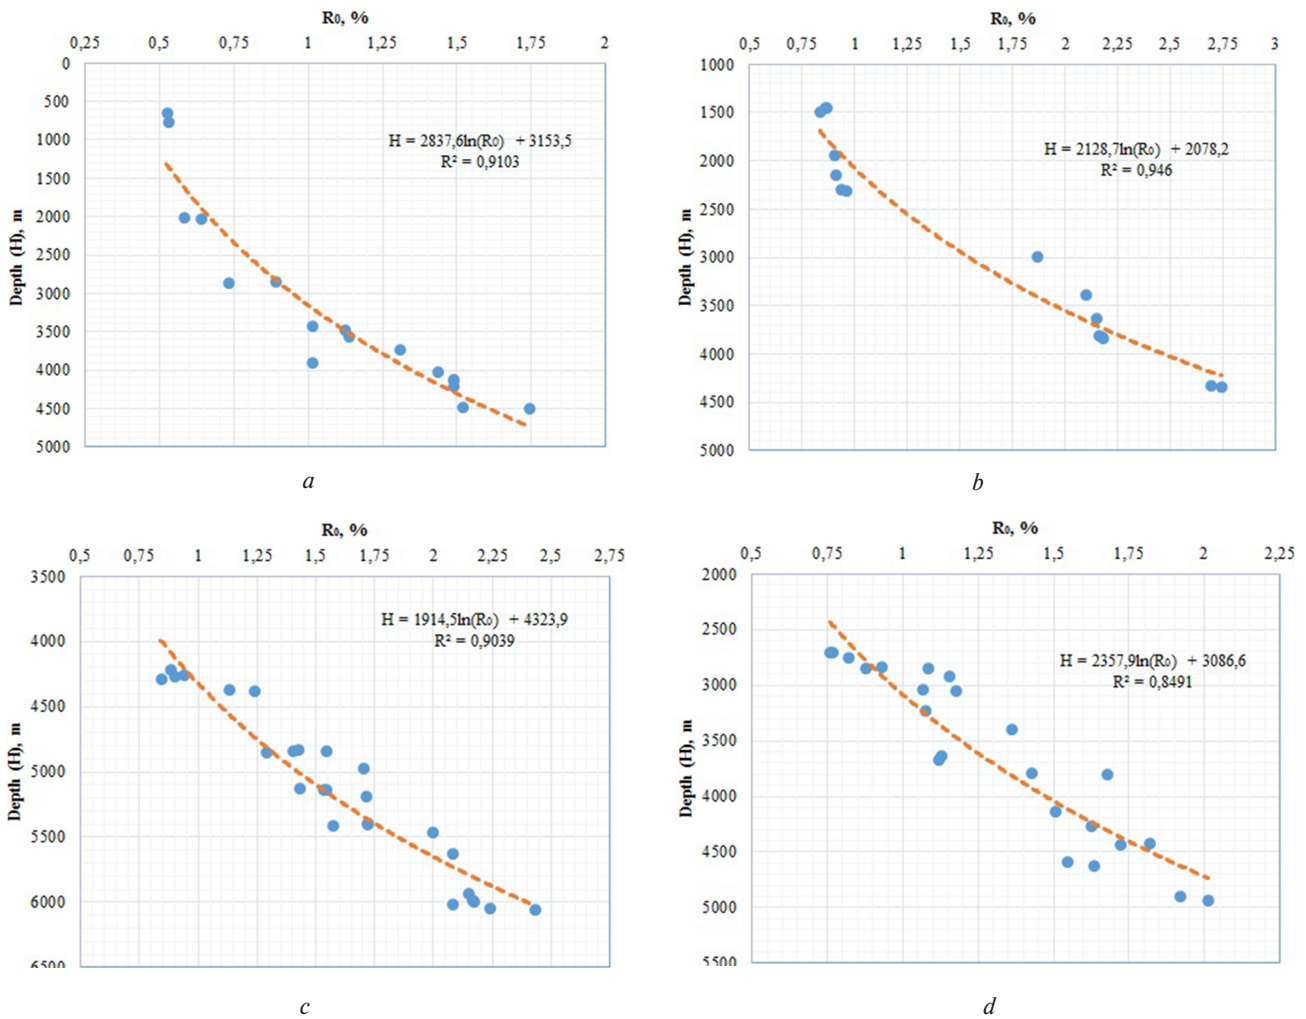 R₀, %
0,25 0,5 0,75 1 1,25 1,5 1,75 2
0
500
1000
1500
2000
2500
3000
3500
4000
4500
5000
Depth (H), m
H = 2837,6ln(R₀) + 3153,5
R² = 0,9103
a
R₀, %
0,5 0,75 1 1,25 1,5 1,75 2 2,25 2,5 2,75 3
1000
1500
2000
2500
3000
3500
4000
4500
5000
Depth (H), m
H = 2128,7ln(R₀) + 2078,2
R² = 0,946
b
R₀, %
0,5 0,75 1 1,25 1,5 1,75 2 2,25 2,5 2,75
3500
4000
4500
5000
5500
6000
6500
Depth (H), m
H = 1914,5ln(R₀) + 4323,9
R² = 0,9039
c
R₀, %
0,5 0,75 1 1,25 1,5 1,75 2 2,25
2000
2500
3000
3500
4000
4500
5000
5500
Depth (H), m
H = 2357,9ln(R₀) + 3086,6
R² = 0,8491
d